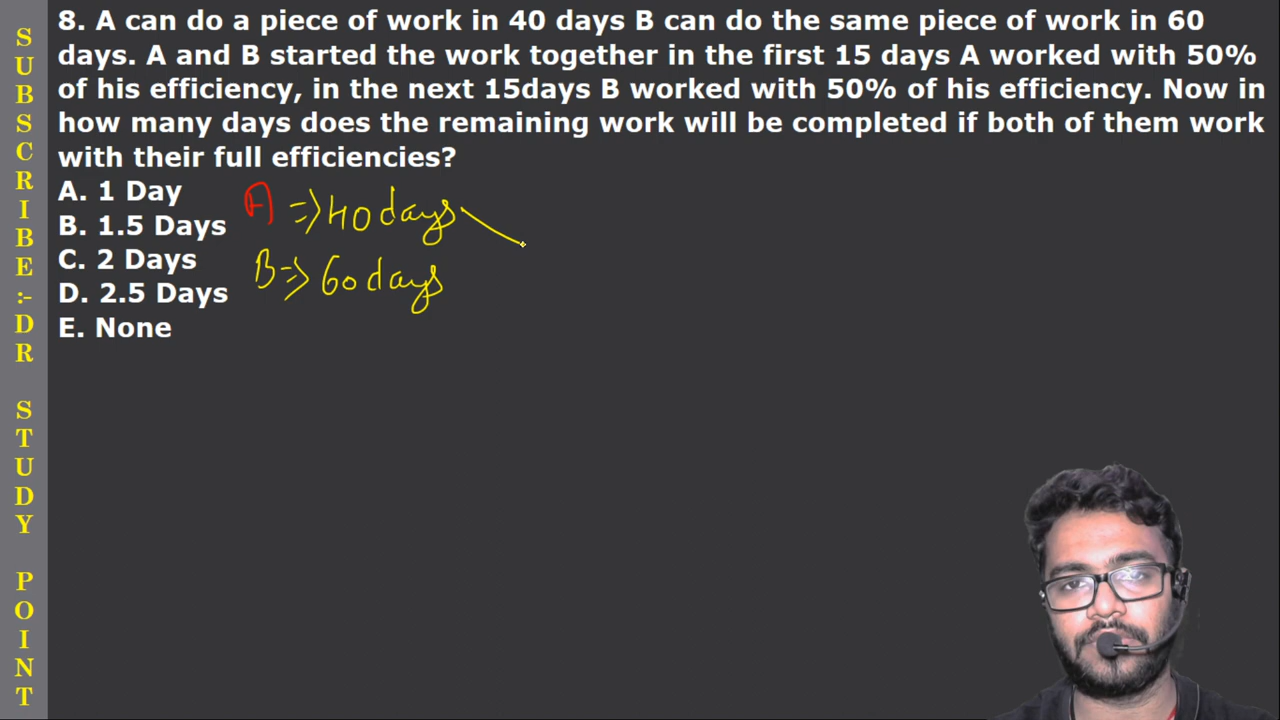 SUBSCRIBE:-DR STUDY POINT
8. A can do a piece of work in 40 days B can do the same piece of work in 60
days. A and B started the work together in the first 15 days A worked with 50%
of his efficiency, in the next 15days B worked with 50% of his efficiency. Now in
how many days does the remaining work will be completed if both of them work
with their full efficiencies?
A. 1 Day
B. 1.5 Days
C. 2 Days
D. 2.5 Days
E. None
A => 40 days
B => 60 days